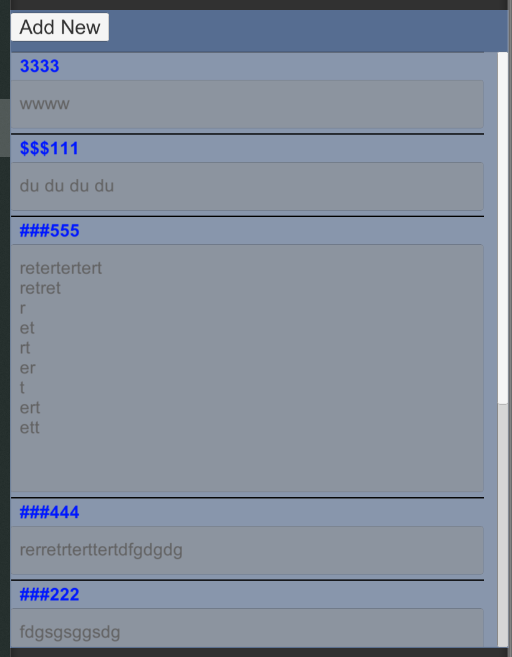 Add New
3333
wwww
$$$111
du du du du
###555
retertertert
retret
r
et
rt
er
t
ert
ett
###444
rerretrterttertdfgdgdg
###222
fdgsgsggsdg